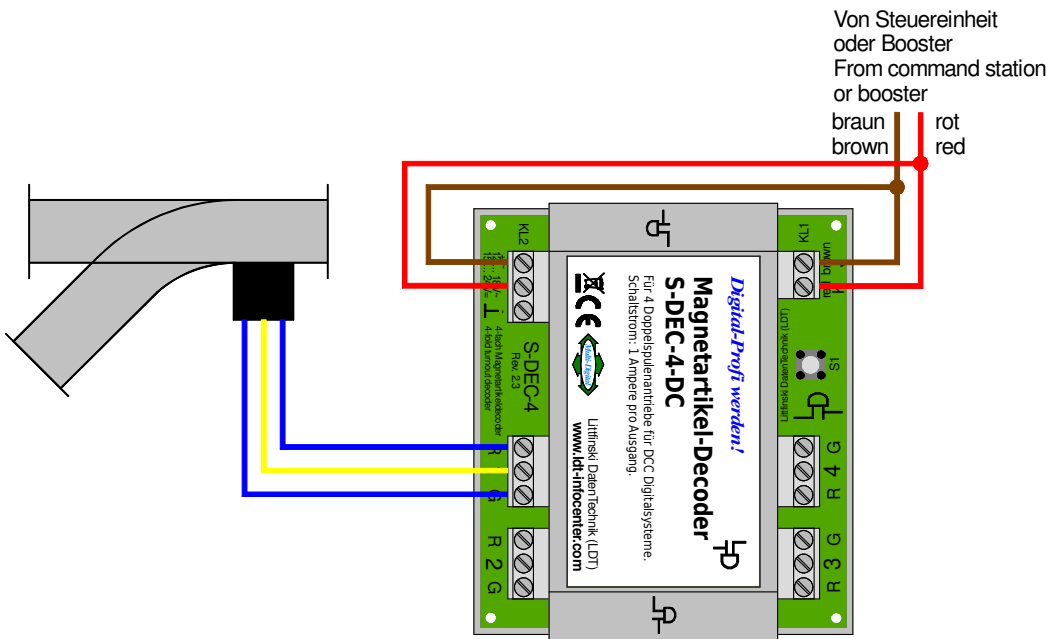 Von Steuereinheit
oder Booster
From command station
or booster
braun rot
brown red
KL2
KL1
red brown
S-DEC-4
Rev. 2.3
4-fach Magnetartikeldecoder
4-fold turnout decoder
Digital-Profi werden!
Magnetartikel-Decoder
S-DEC-4-DC
Für 4 Doppelspulenantriebe für DCC Digitalsysteme.
Schaltstrom: 1 Ampere pro Ausgang.
CE
Multi-Digital
Littfinski DatenTechnik (LDT)
www.ldt-infocenter.com
Littfinski DatenTechnik (LDT)
S1
LDT
R G
R 2 G
R 4 G
R 3 G